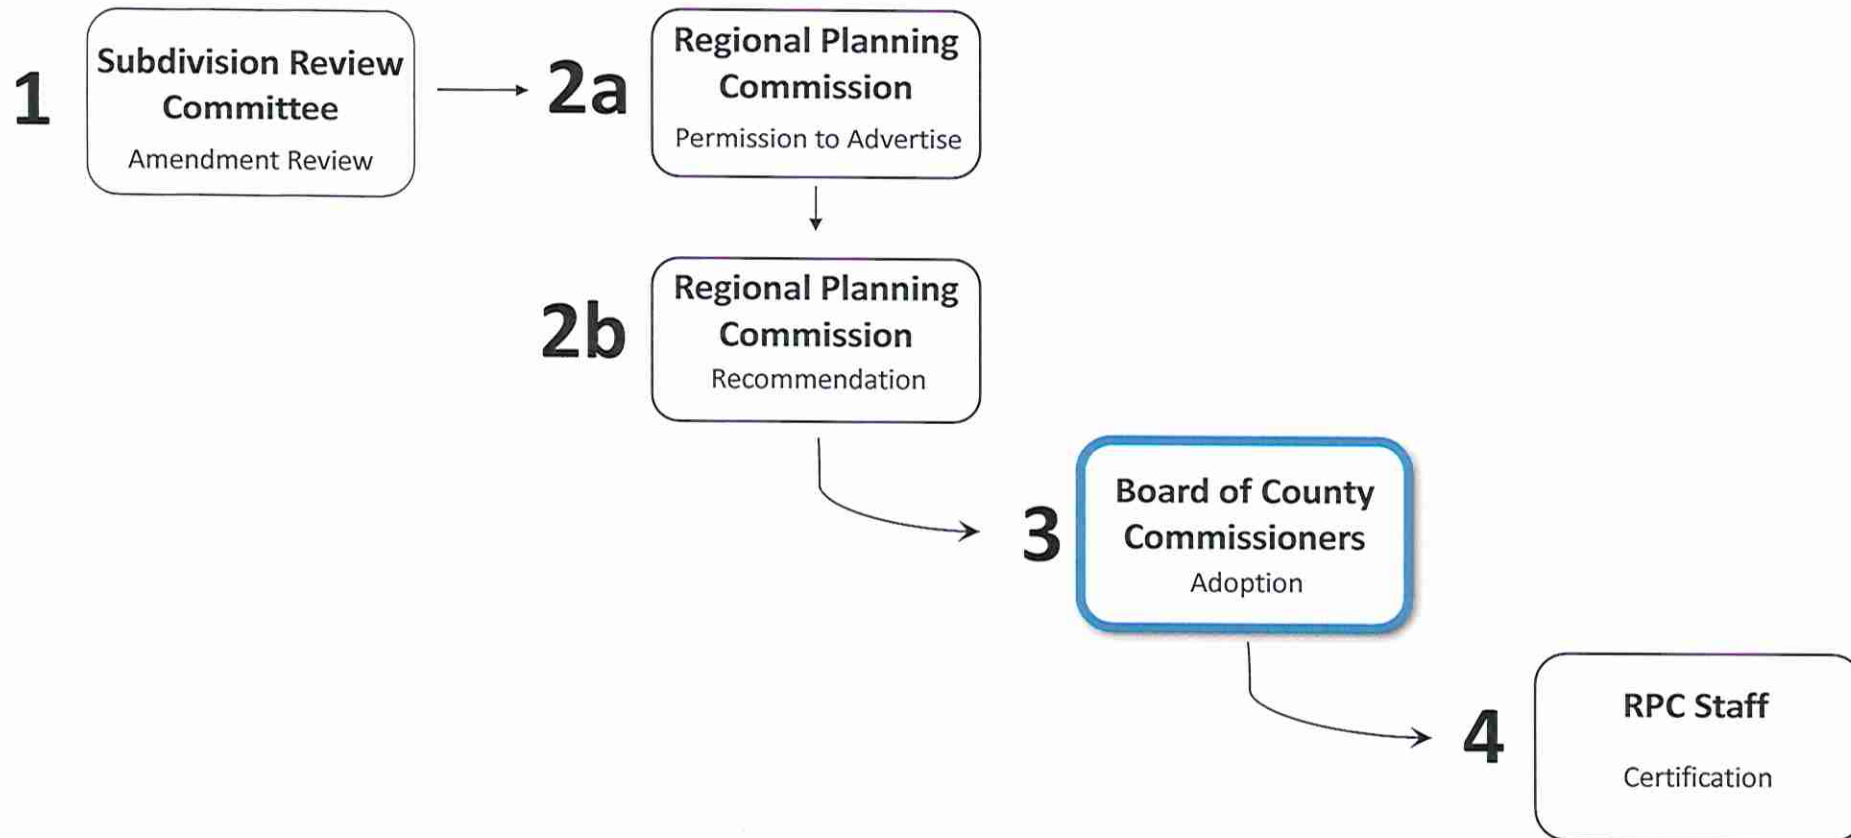 1
Subdivision Review
Committee
Amendment Review
2a
Regional Planning
Commission
Permission to Advertise
2b
Regional Planning
Commission
Recommendation
3
Board of County
Commissioners
Adoption
4
RPC Staff
Certification